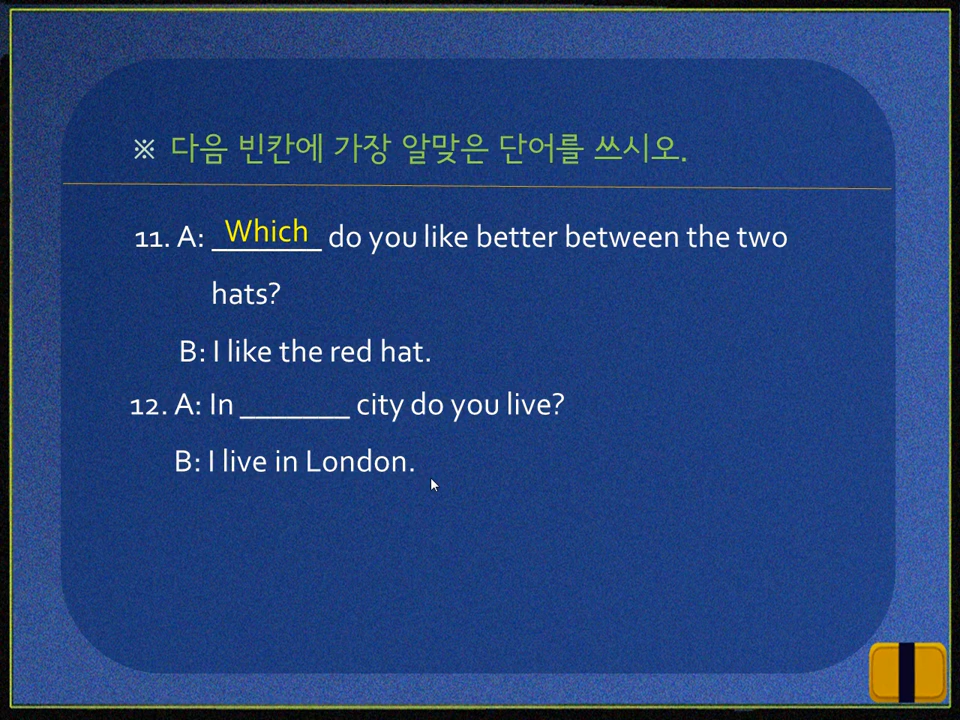 ※ 다음 빈칸에 가장 알맞은 단어를 쓰시오.
11. A: Which do you like better between the two
hats?
B: I like the red hat.
12. A: In _______ city do you live?
B: I live in London.